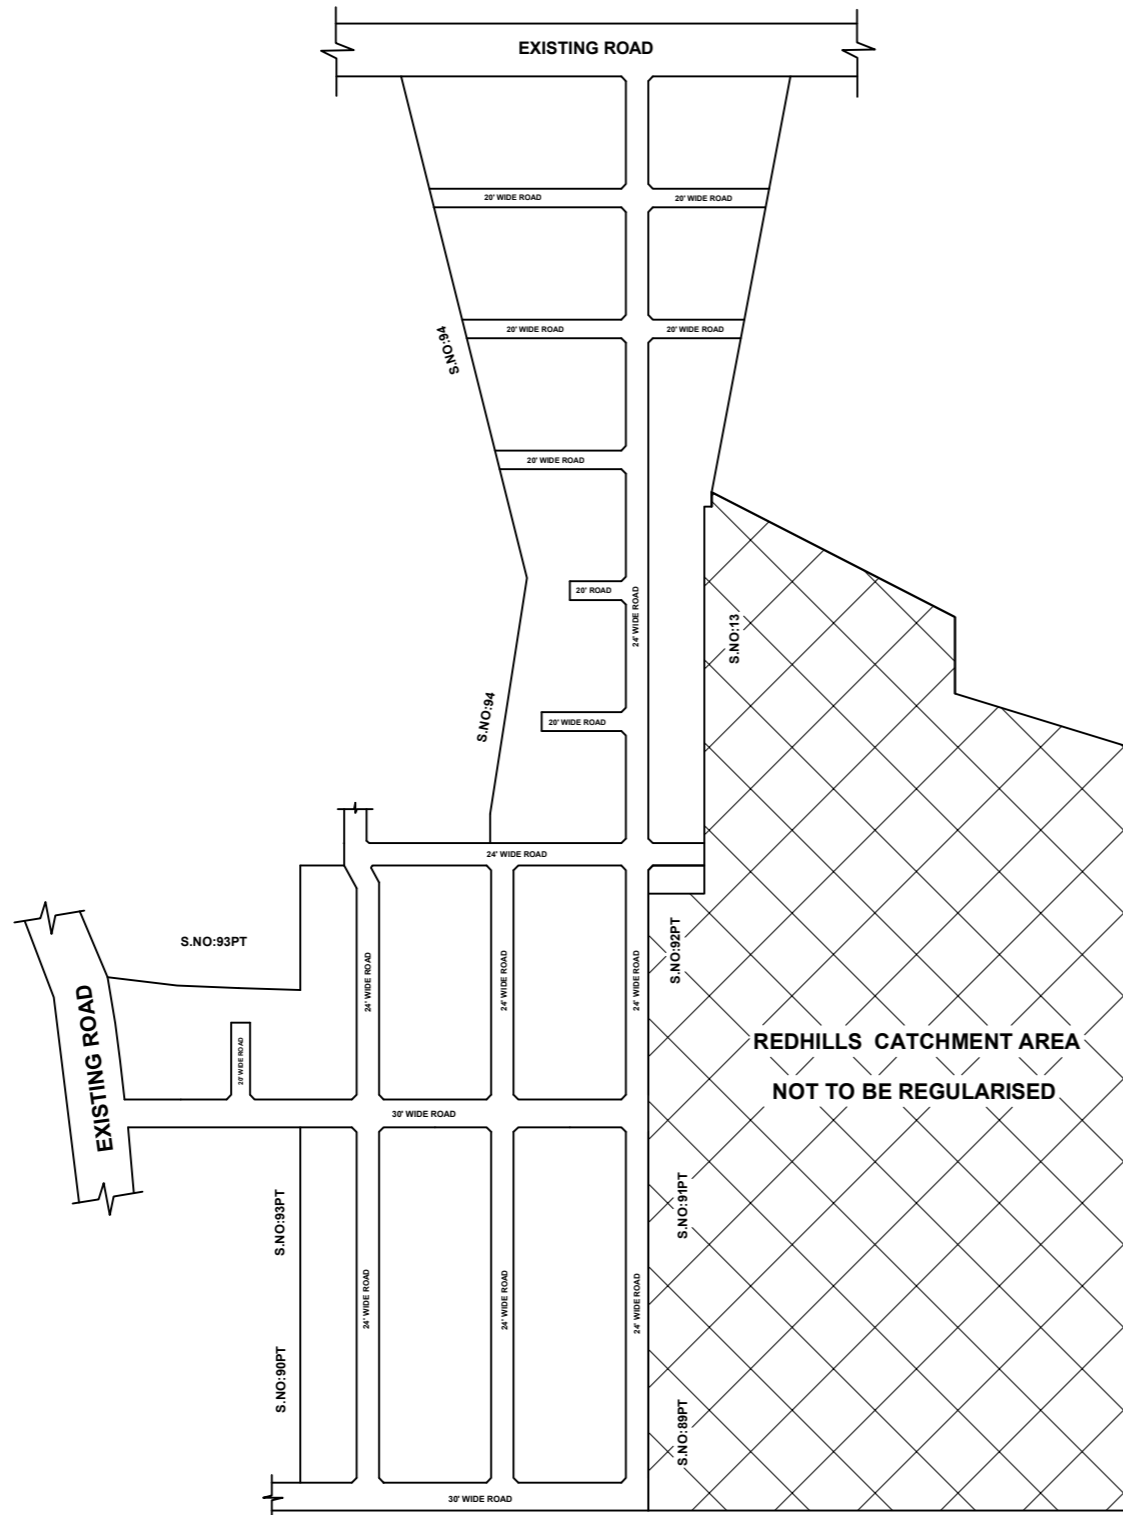 EXISTING ROAD
20' WIDE ROAD
20' WIDE ROAD
20' WIDE ROAD
20' WIDE ROAD
S.NO:94
20' WIDE ROAD
20' ROAD
24' WIDE ROAD
S.NO:13
S.NO:94
20' WIDE ROAD
24' WIDE ROAD
S.NO:93PT
S.NO:92PT
24' WIDE ROAD
24' WIDE ROAD
24' WIDE ROAD
EXISTING ROAD
20' WIDE ROAD
REDHILLS CATCHMENT AREA
NOT TO BE REGULARISED
30' WIDE ROAD
S.NO:93PT
S.NO:91PT
24' WIDE ROAD
24' WIDE ROAD
24' WIDE ROAD
S.NO:90PT
S.NO:89PT
30' WIDE ROAD